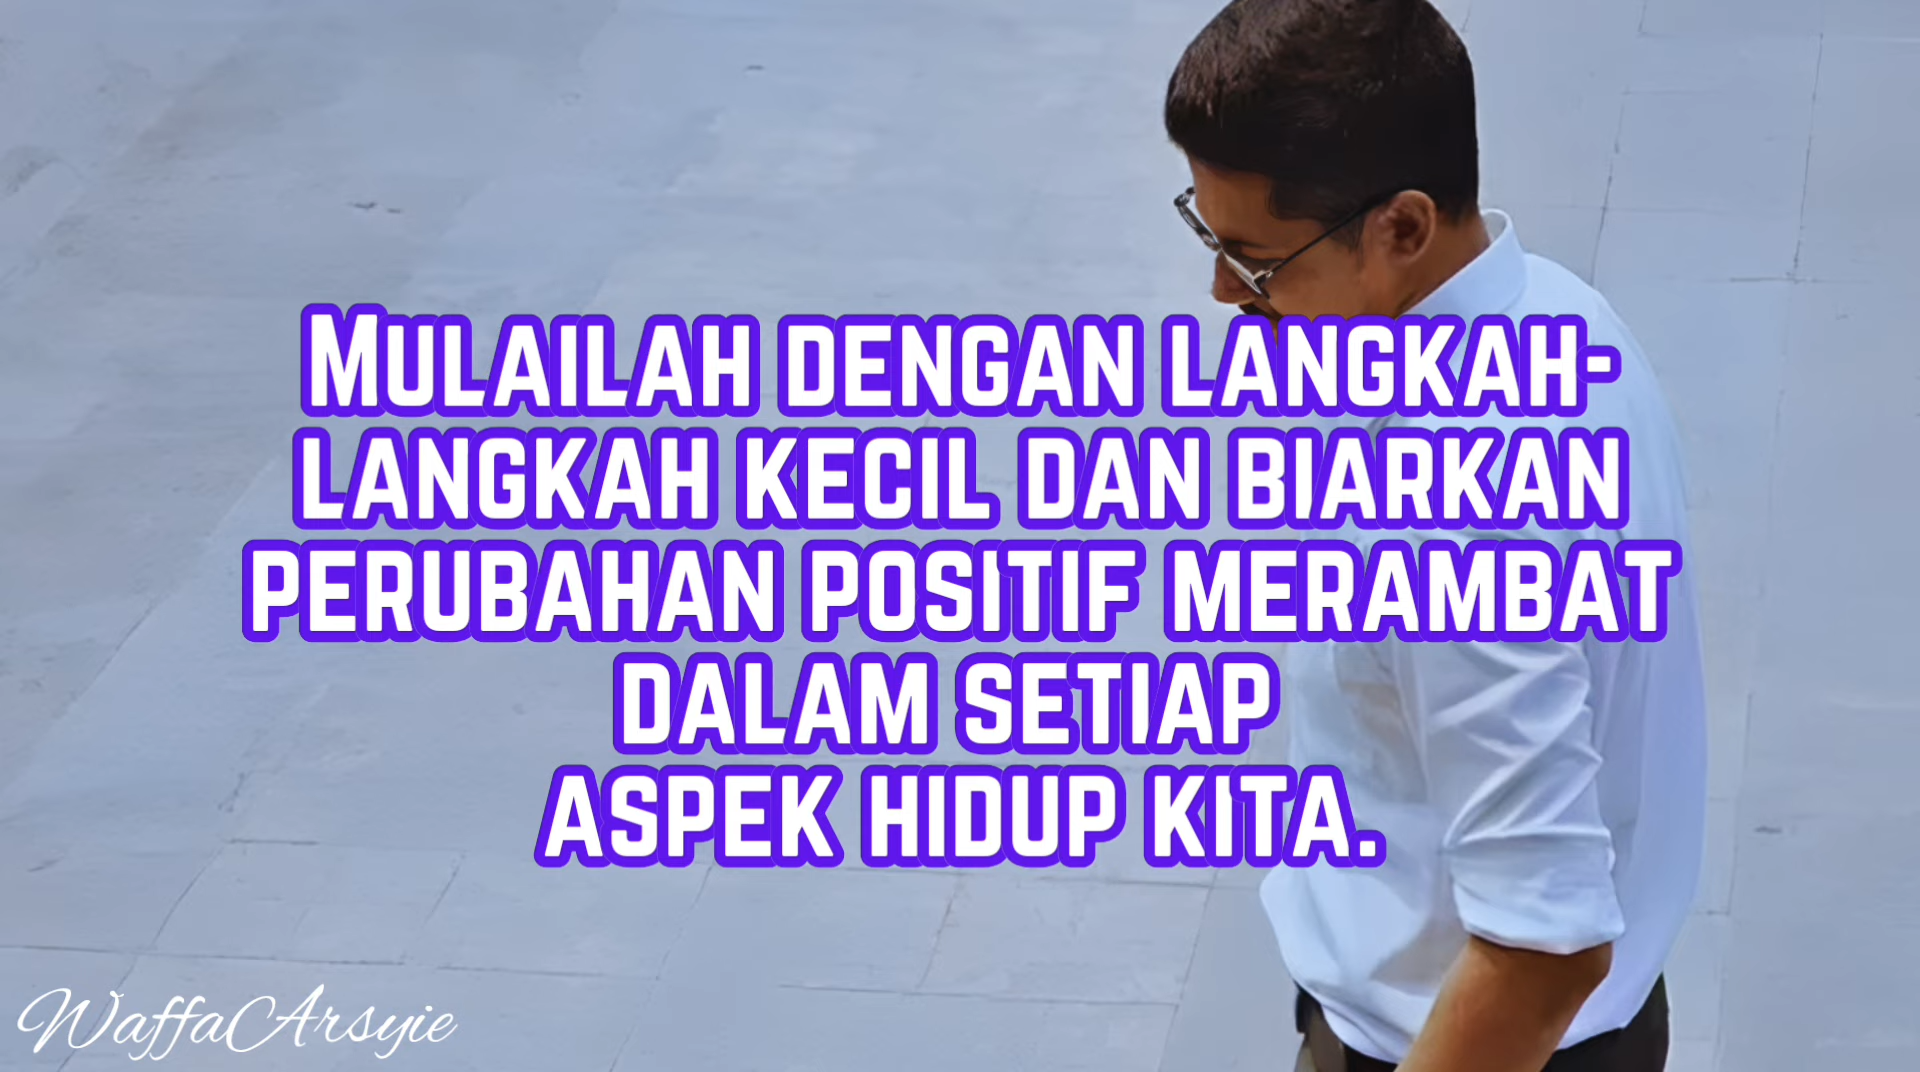 Mulailah dengan langkah-
langkah kecil dan biarkan
perubahan positif merambat
dalam setiap
aspek hidup kita.
WaffaArsyie